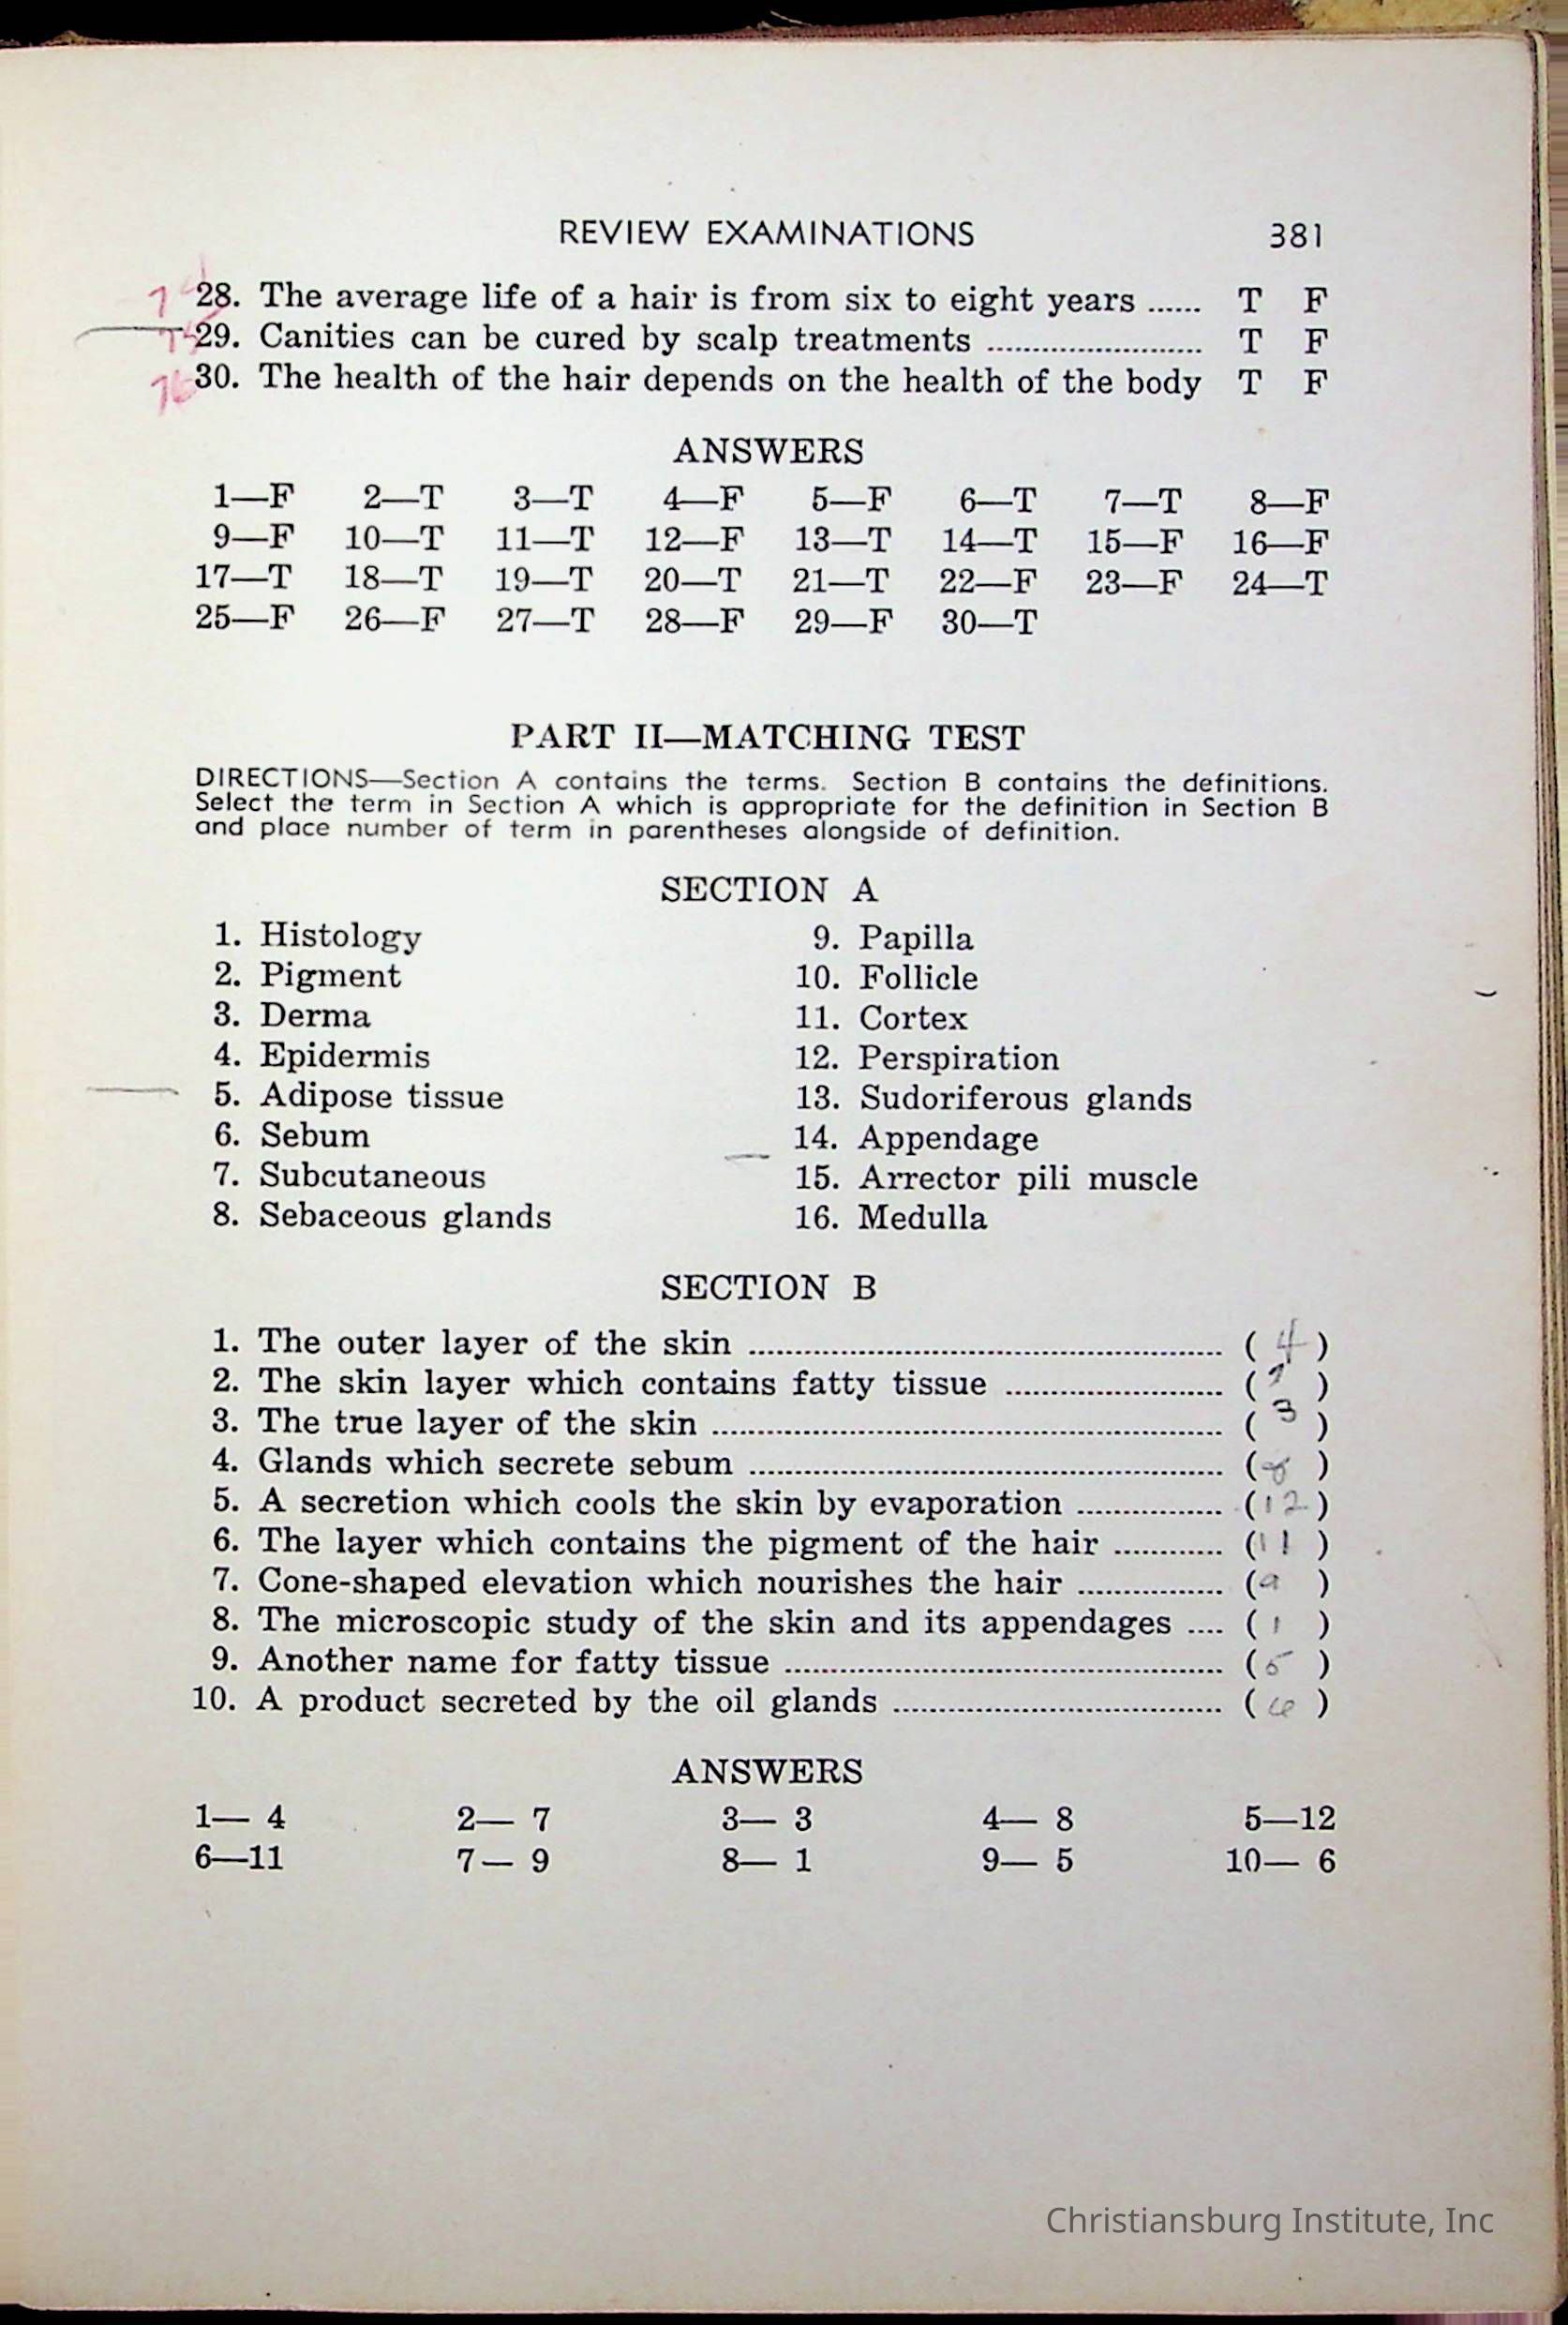 REVIEW EXAMINATIONS 381
28. The average life of a hair is from six to eight years ...... T F
29. Canities can be cured by scalp treatments ........................ T F
30. The health of the hair depends on the health of the body T F
ANSWERS
1—F 2—T 3—T 4—F 5—F 6—T 7—T 8—F
9—F 10—T 11—T 12—F 13—T 14—T 15—F 16—F
17—T 18—T 19—T 20—T 21—T 22—F 23—F 24—T
25—F 26—F 27—T 28—F 29—F 30—T
PART II—MATCHING TEST
DIRECTIONS—Section A contains the terms. Section B contains the definitions.
Select the term in Section A which is appropriate for the definition in Section B
and place number of term in parentheses alongside of definition.
SECTION A
1. Histology
2. Pigment
3. Derma
4. Epidermis
5. Adipose tissue
6. Sebum
7. Subcutaneous
8. Sebaceous glands
9. Papilla
10. Follicle
11. Cortex
12. Perspiration
13. Sudoriferous glands
14. Appendage
15. Arrector pili muscle
16. Medulla
SECTION B
1. The outer layer of the skin .................................................... ( 4 )
2. The skin layer which contains fatty tissue ........................ ( 7 )
3. The true layer of the skin ........................................................ ( 3 )
4. Glands which secrete sebum .................................................... ( 8 )
5. A secretion which cools the skin by evaporation ................ ( 12 )
6. The layer which contains the pigment of the hair ............ ( 11 )
7. Cone-shaped elevation which nourishes the hair ................ ( 9 )
8. The microscopic study of the skin and its appendages .... ( 1 )
9. Another name for fatty tissue ................................................ ( 5 )
10. A product secreted by the oil glands .................................... ( 6 )
ANSWERS
1— 4 2— 7 3— 3 4— 8 5—12
6—11 7— 9 8— 1 9— 5 10— 6
Christiansburg Institute, Inc